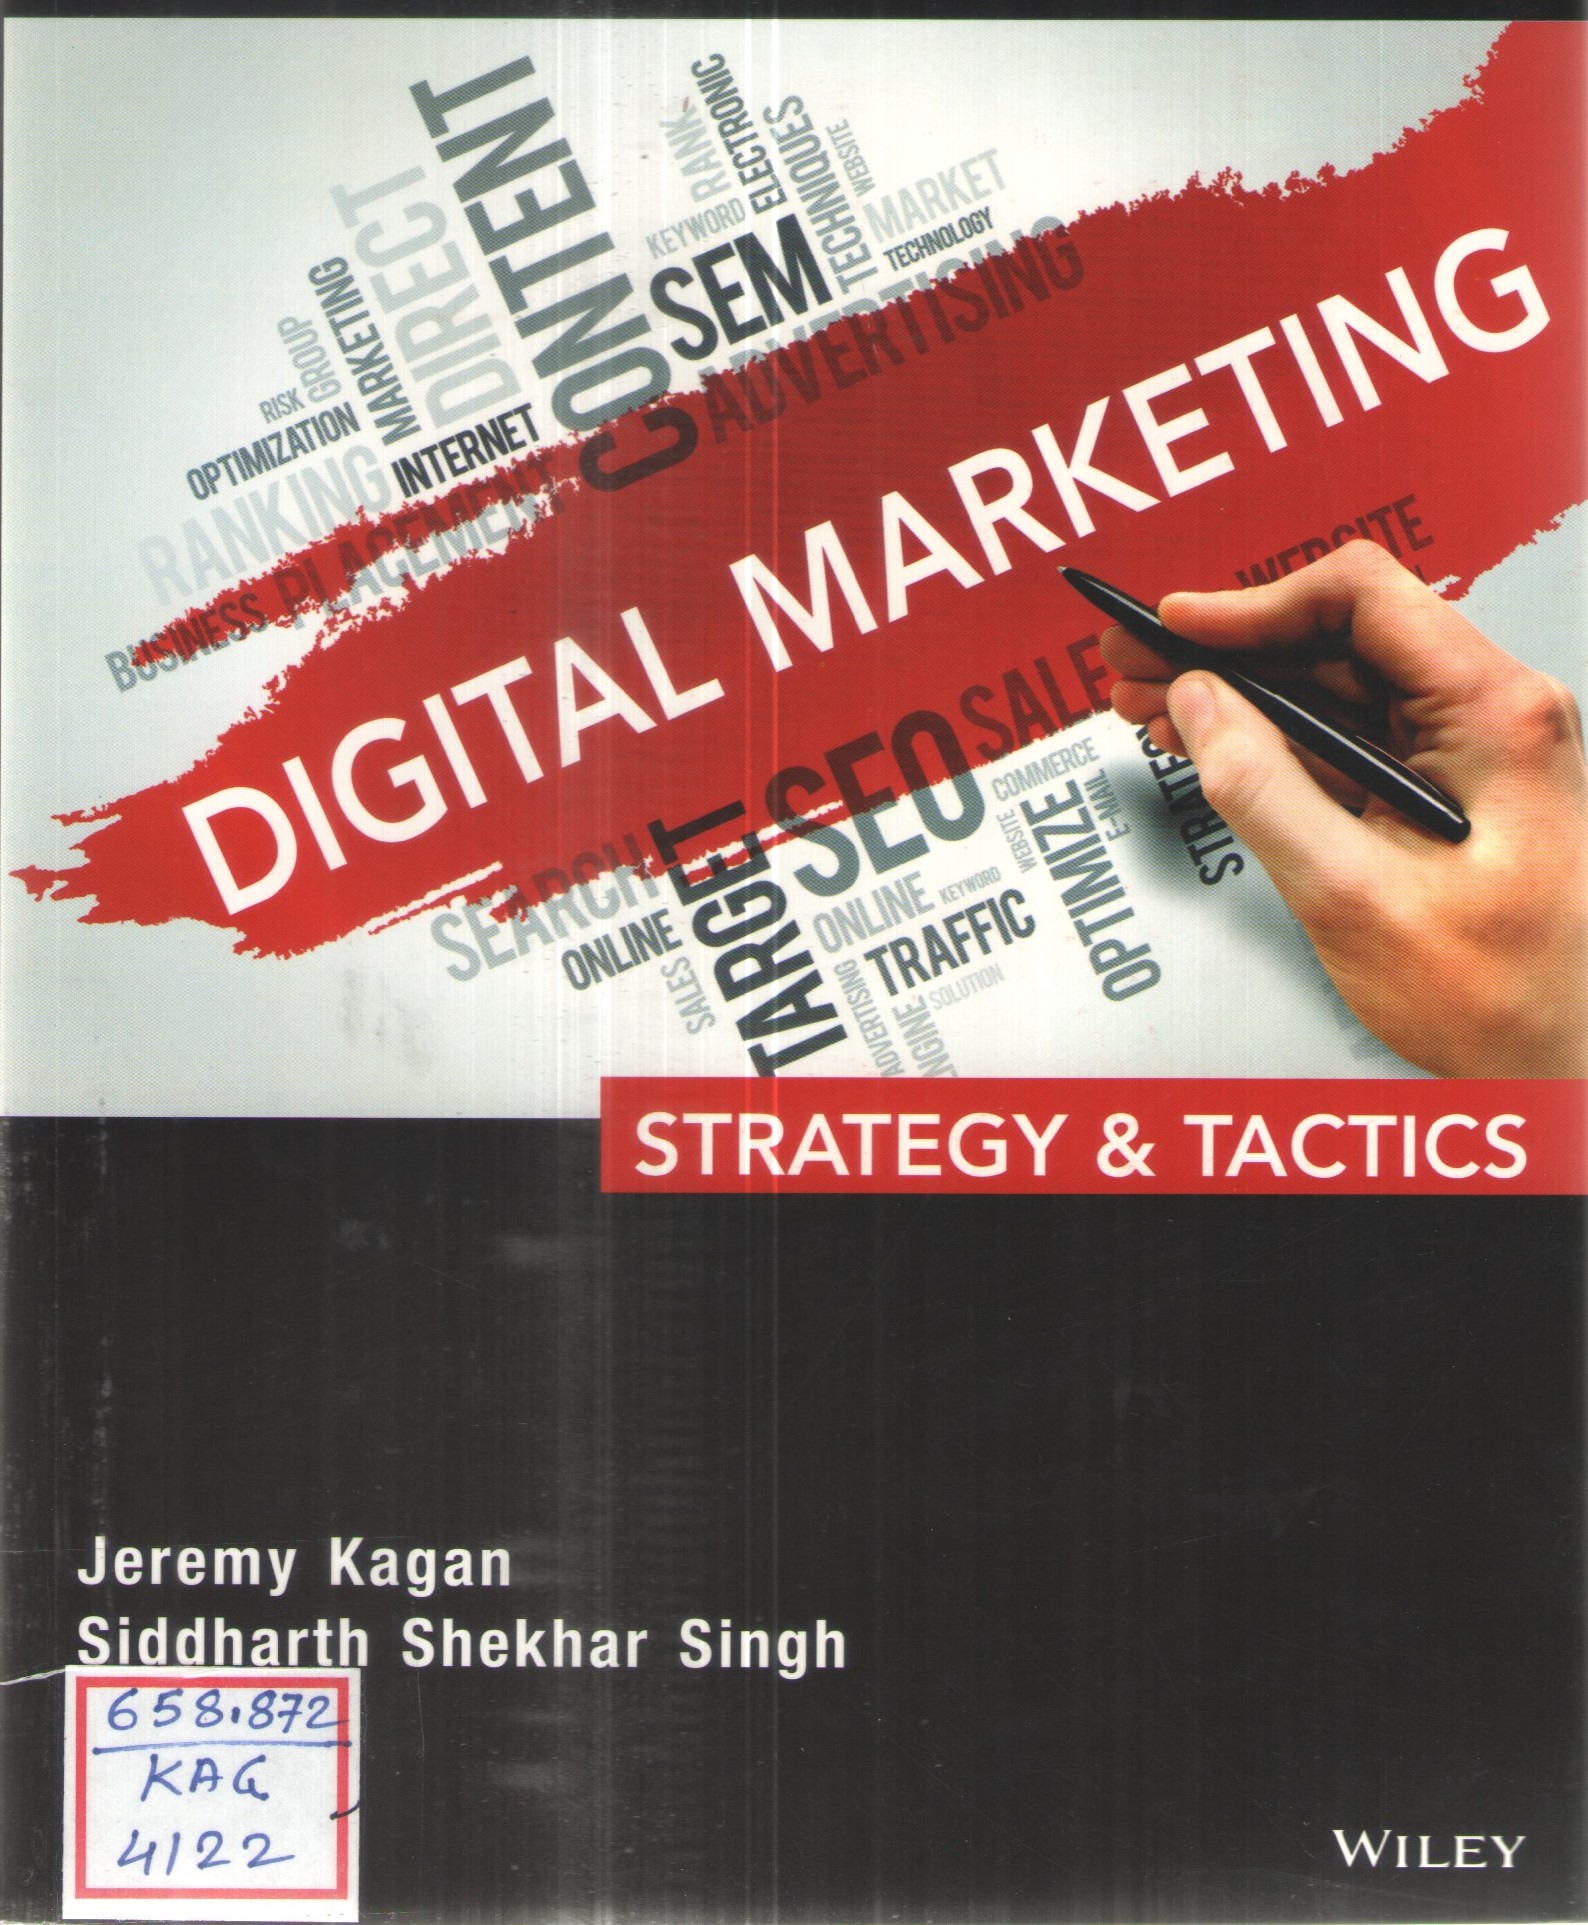 CONTENT
RANK
ELECTRONIC
TECHNIQUES
WEBSITE
KEYWORD
MARKET
TECHNOLOGY
SEM
ADVERTISING
DIRECT
GROUP
MARKETING
RISK
OPTIMIZATION
INTERNET
RANKING
PLACEMENT
BUSINESS
DIGITAL MARKETING
WEBSITE
SALE
SEO
STRATEGY
COMMERCE
WEBSITE
OPTIMIZE
E-MAIL
SEARCH
TARGET
ONLINE
ONLINE
KEYWORD
TRAFFIC
SALES
ADVERTISING
ENGINE
SOLUTION
STRATEGY & TACTICS
Jeremy Kagan
Siddharth Shekhar Singh
658.872
KAG
4122
WILEY